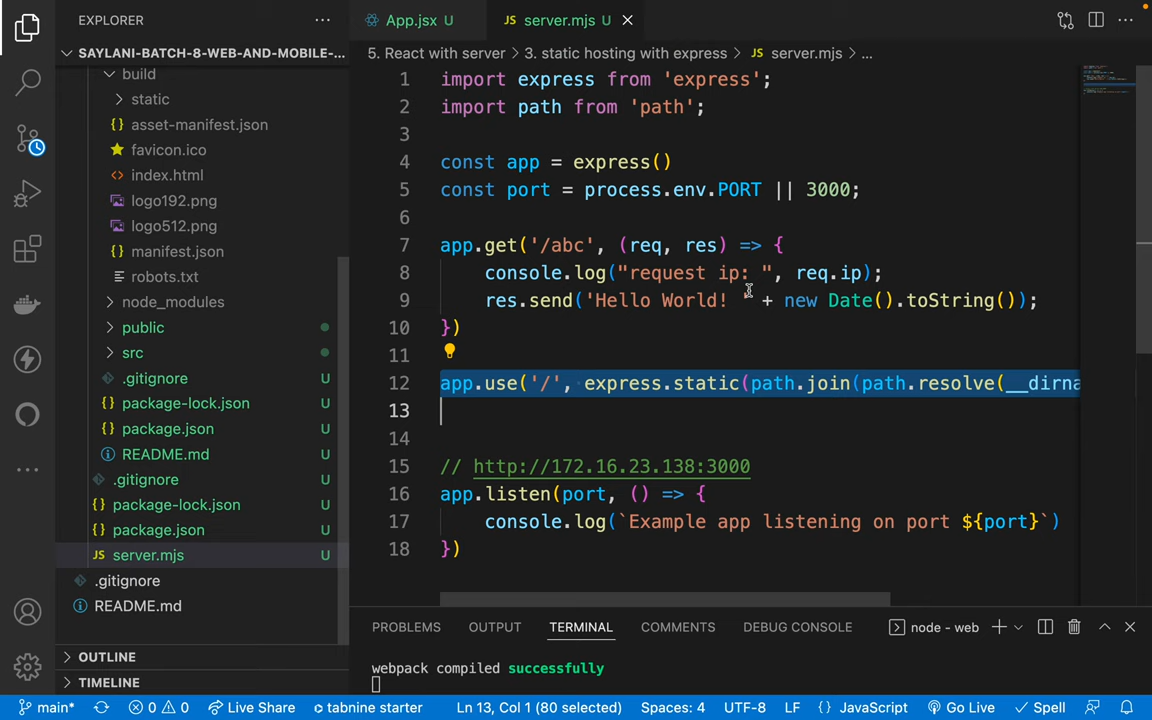 EXPLORER
SAYLANI-BATCH-8-WEB-AND-MOBILE-...
build
static
{} asset-manifest.json
favicon.ico
index.html
logo192.png
logo512.png
{} manifest.json
robots.txt
node_modules
public
src
.gitignore U
{} package-lock.json U
{} package.json U
README.md U
.gitignore U
{} package-lock.json U
{} package.json U
JS server.mjs U
.gitignore
README.md
OUTLINE
TIMELINE
App.jsx U
JS server.mjs U
5. React with server > 3. static hosting with express > JS server.mjs > ...
1 import express from 'express';
2 import path from 'path';
3
4 const app = express()
5 const port = process.env.PORT || 3000;
6
7 app.get('/abc', (req, res) => {
8 console.log("request ip: ", req.ip);
9 res.send('Hello World! ' + new Date().toString());
10 })
11
12 app.use('/', express.static(path.join(path.resolve(__dirna
13
14
15 // http://172.16.23.138:3000
16 app.listen(port, () => {
17 console.log(`Example app listening on port ${port}`)
18 })
PROBLEMS OUTPUT TERMINAL COMMENTS DEBUG CONSOLE node - web
webpack compiled successfully
main* 0 0 Live Share tabnine starter Ln 13, Col 1 (80 selected) Spaces: 4 UTF-8 LF {} JavaScript Go Live Spell